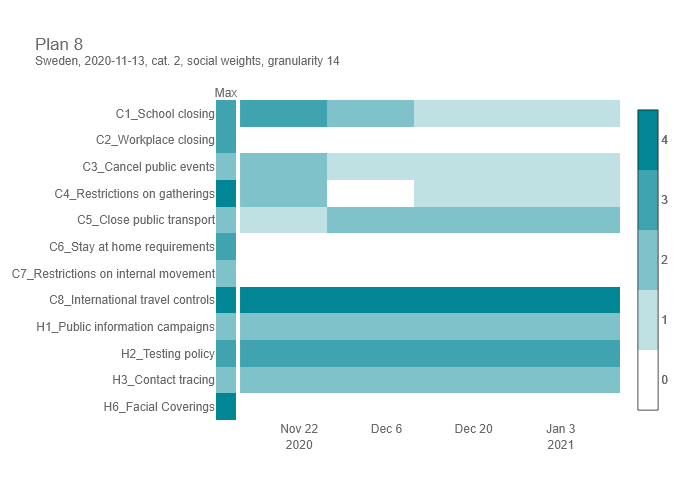 Plan 8
Sweden, 2020-11-13, cat. 2, social weights, granularity 14
Max
C1_School closing
C2_Workplace closing
C3_Cancel public events
C4_Restrictions on gatherings
C5_Close public transport
C6_Stay at home requirements
C7_Restrictions on internal movement
C8_International travel controls
H1_Public information campaigns
H2_Testing policy
H3_Contact tracing
H6_Facial Coverings
4
3
2
1
0
Nov 22 Dec 6 Dec 20 Jan 3
2020 2021